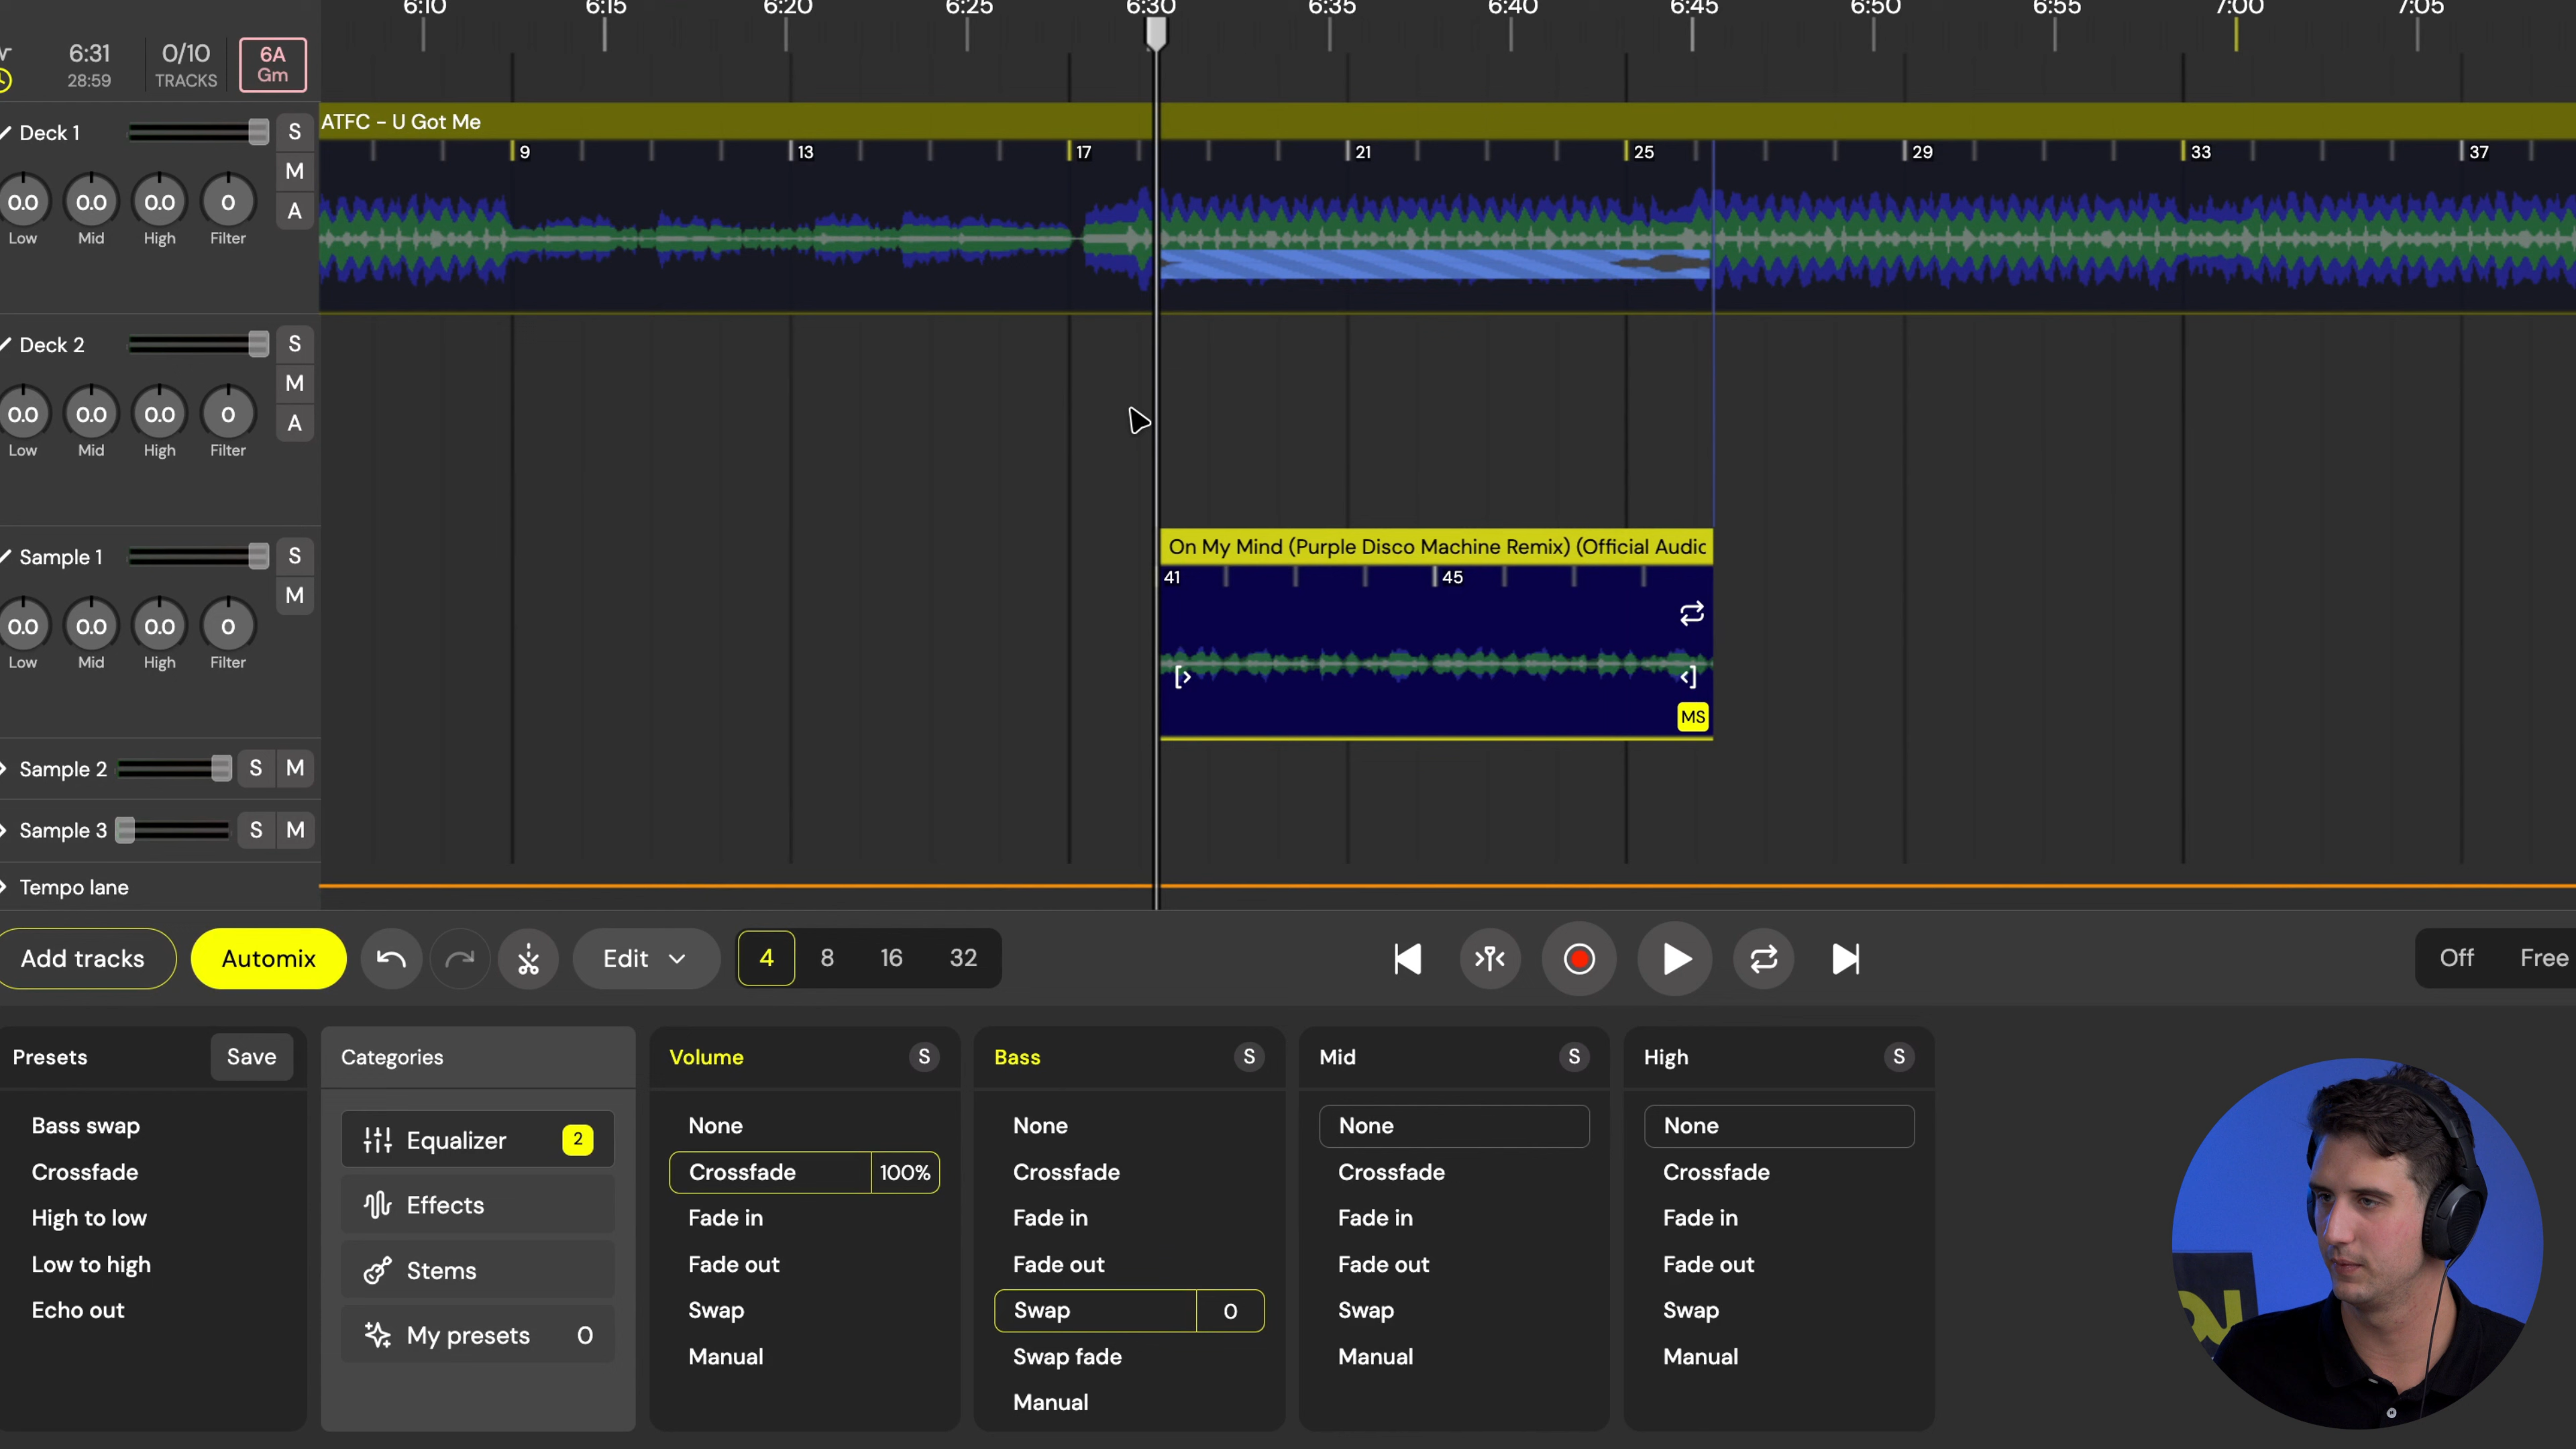 6:10 6:15 6:20 6:25 6:30 6:35 6:40 6:45 6:50 6:55 7:00 7:05
6:31 0/10 6A
28:59 TRACKS Gm
Deck 1 S
M
A
0.0 0.0 0.0 0
Low Mid High Filter
ATFC - U Got Me
9 13 17 21 25 29 33 37
Deck 2 S
M
A
0.0 0.0 0.0 0
Low Mid High Filter
Sample 1 S
M
0.0 0.0 0.0 0
Low Mid High Filter
On My Mind (Purple Disco Machine Remix) (Official Audic
41 45
MS
Sample 2 S M
Sample 3 S M
Tempo lane
Add tracks Automix Edit 4 8 16 32 Off Free
Presets Save
Bass swap
Crossfade
High to low
Low to high
Echo out
Categories
Equalizer 2
Effects
Stems
My presets 0
Volume S
None
Crossfade 100%
Fade in
Fade out
Swap
Manual
Bass S
None
Crossfade
Fade in
Fade out
Swap 0
Swap fade
Manual
Mid S
None
Crossfade
Fade in
Fade out
Swap
Manual
High S
None
Crossfade
Fade in
Fade out
Swap
Manual